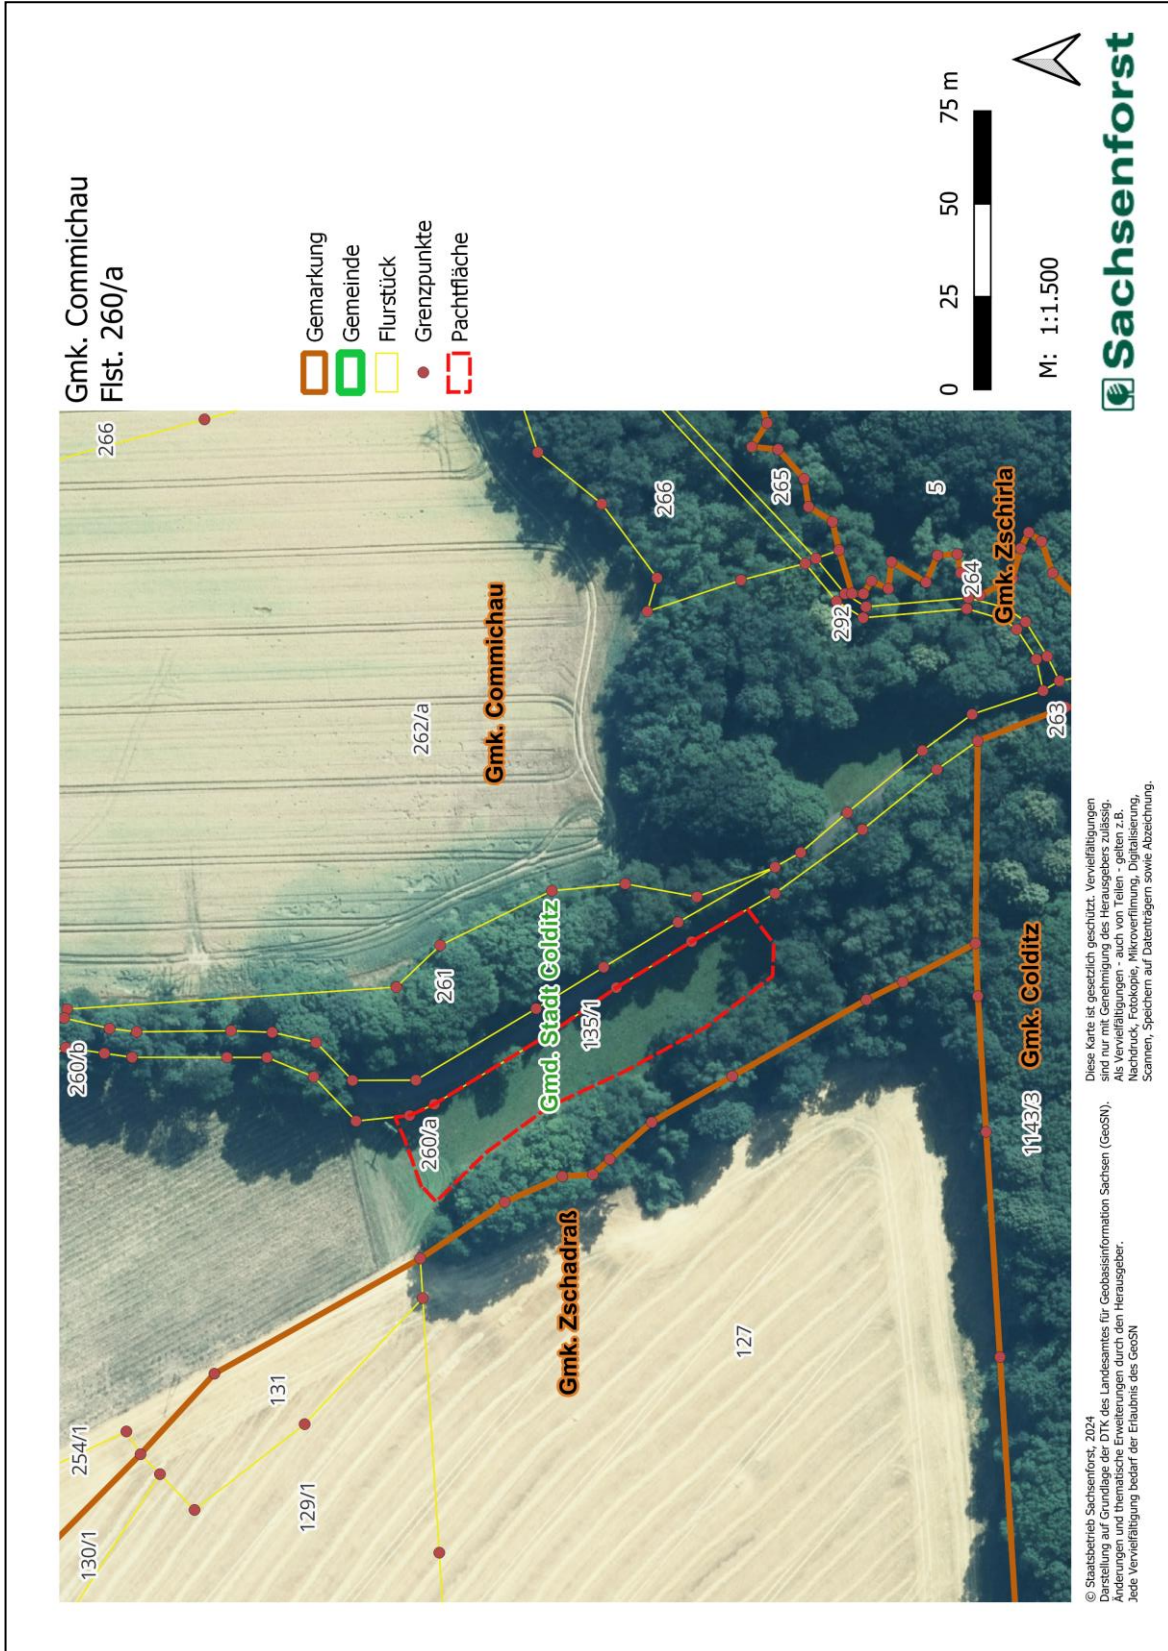 Gmk. Commichau
Flst. 260/a
Gemarkung
Gemeinde
Flurstück
Grenzpunkte
Pachtfläche
0 25 50 75 m
M: 1:1.500
Sachsenforst
130/1
254/1
260/b
266
131
129/1
260/a
261
262/a
Gmk. Commichau
Gmd. Stadt Colditz
135/1
Gmk. Zschadraß
127
266
265
292
5
264
Gmk. Zschirla
263
Gmk. Colditz
1143/3
© Staatsbetrieb Sachsenforst, 2024
Darstellung auf Grundlage der DTK des Landesamtes für Geobasisinformation Sachsen (GeoSN).
Änderungen und thematische Erweiterungen durch den Herausgeber.
Jede Vervielfältigung bedarf der Erlaubnis des GeoSN
Diese Karte ist gesetzlich geschützt. Vervielfältigungen
sind nur mit Genehmigung des Herausgebers zulässig.
Als Vervielfältigungen - auch von Teilen - gelten z.B.
Nachdruck, Fotokopie, Mikroverfilmung, Digitalisierung,
Scannen, Speichern auf Datenträgern sowie Abzeichnung.